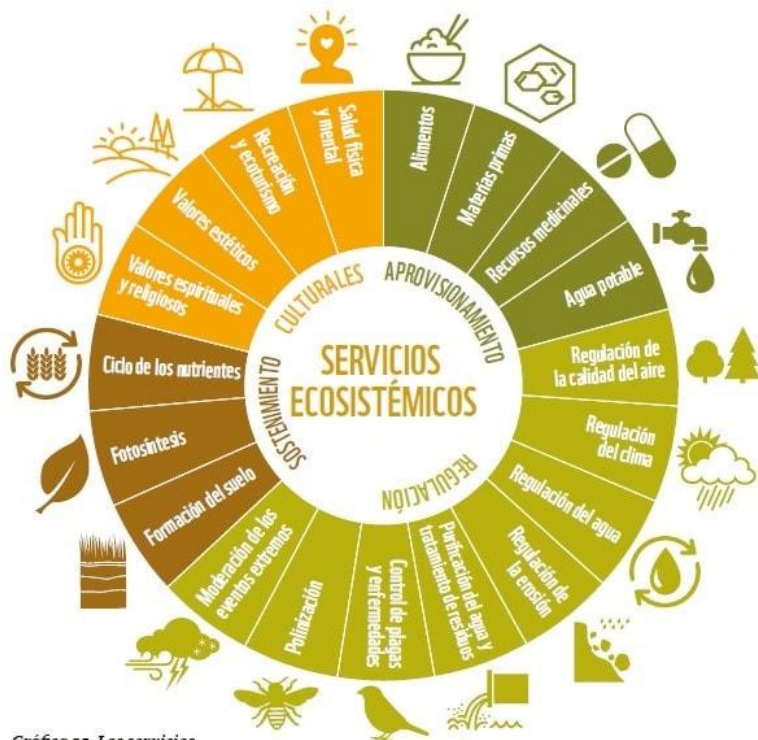 SERVICIOS
ECOSISTÉMICOS
CULTURALES
APROVISIONAMIENTO
REGULACIÓN
SOSTENIMIENTO
Alimentos
Materias primas
Recursos medicinales
Agua potable
Regulación de
la calidad del aire
Regulación
del clima
Regulación del agua
Regulación de
la erosión
Purificación del agua y
tratamiento de residuos
Control de plagas
y enfermedades
Polinización
Moderación de los
eventos extremos
Formación del suelo
Fotosíntesis
Ciclo de los nutrientes
Valores espirituales
y religiosos
Valores estéticos
Recreación
y ecoturismo
Salud física
y mental